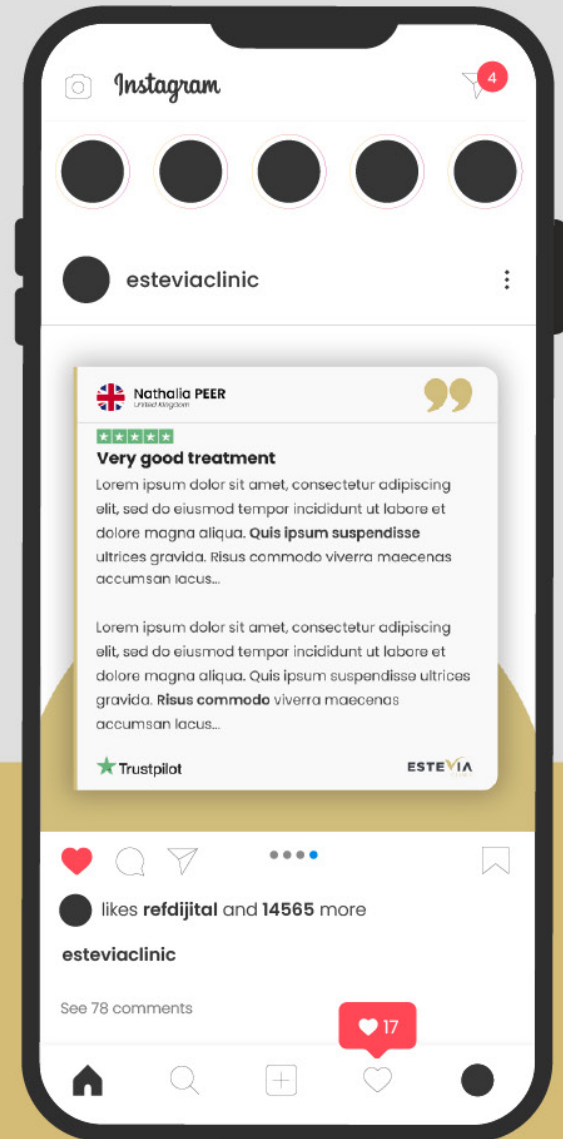 Instagram
4
esteviaclinic
Nathalia PEER
United Kingdom
Very good treatment
Lorem ipsum dolor sit amet, consectetur adipiscing
elit, sed do eiusmod tempor incididunt ut labore et
dolore magna aliqua. Quis ipsum suspendisse
ultrices gravida. Risus commodo viverra maecenas
accumsan lacus...
Lorem ipsum dolor sit amet, consectetur adipiscing
elit, sed do eiusmod tempor incididunt ut labore et
dolore magna aliqua. Quis ipsum suspendisse ultrices
gravida. Risus commodo viverra maecenas
accumsan lacus...
Trustpilot
ESTEVIA
likes refdijital and 14565 more
esteviaclinic
See 78 comments
17